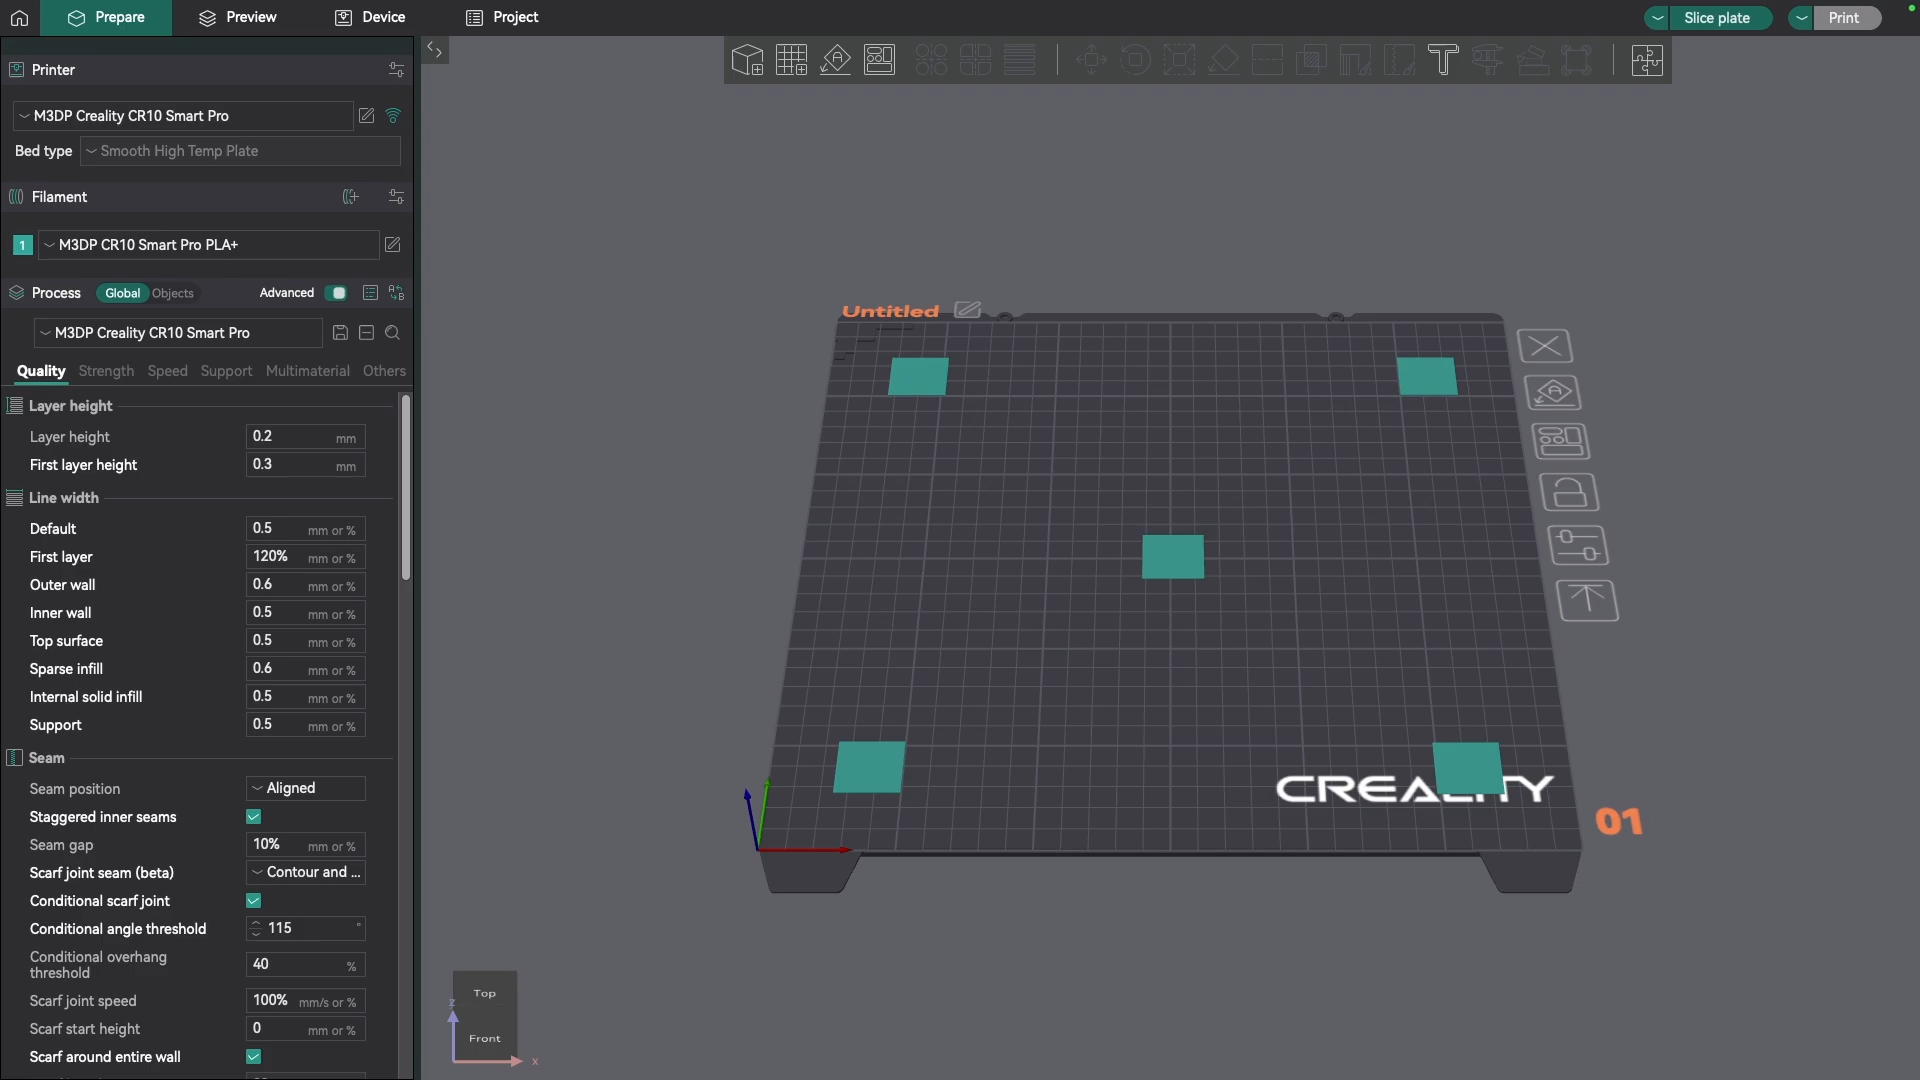 Prepare
Preview
Device
Project
Slice plate
Print
Printer
M3DP Creality CR10 Smart Pro
Bed type
Smooth High Temp Plate
Filament
1
M3DP CR10 Smart Pro PLA+
Process
Global
Objects
Advanced
M3DP Creality CR10 Smart Pro
Quality
Strength
Speed
Support
Multimaterial
Others
Layer height
Layer height 0.2 mm
First layer height 0.3 mm
Line width
Default 0.5 mm or %
First layer 120% mm or %
Outer wall 0.6 mm or %
Inner wall 0.5 mm or %
Top surface 0.5 mm or %
Sparse infill 0.6 mm or %
Internal solid infill 0.5 mm or %
Support 0.5 mm or %
Seam
Seam position Aligned
Staggered inner seams
Seam gap 10% mm or %
Scarf joint seam (beta) Contour and ...
Conditional scarf joint
Conditional angle threshold 115 °
Conditional overhang
threshold
40 %
Scarf joint speed 100% mm/s or %
Scarf start height 0 mm or %
Scarf around entire wall
Untitled
CREALITY
01
Top
Front
z
x